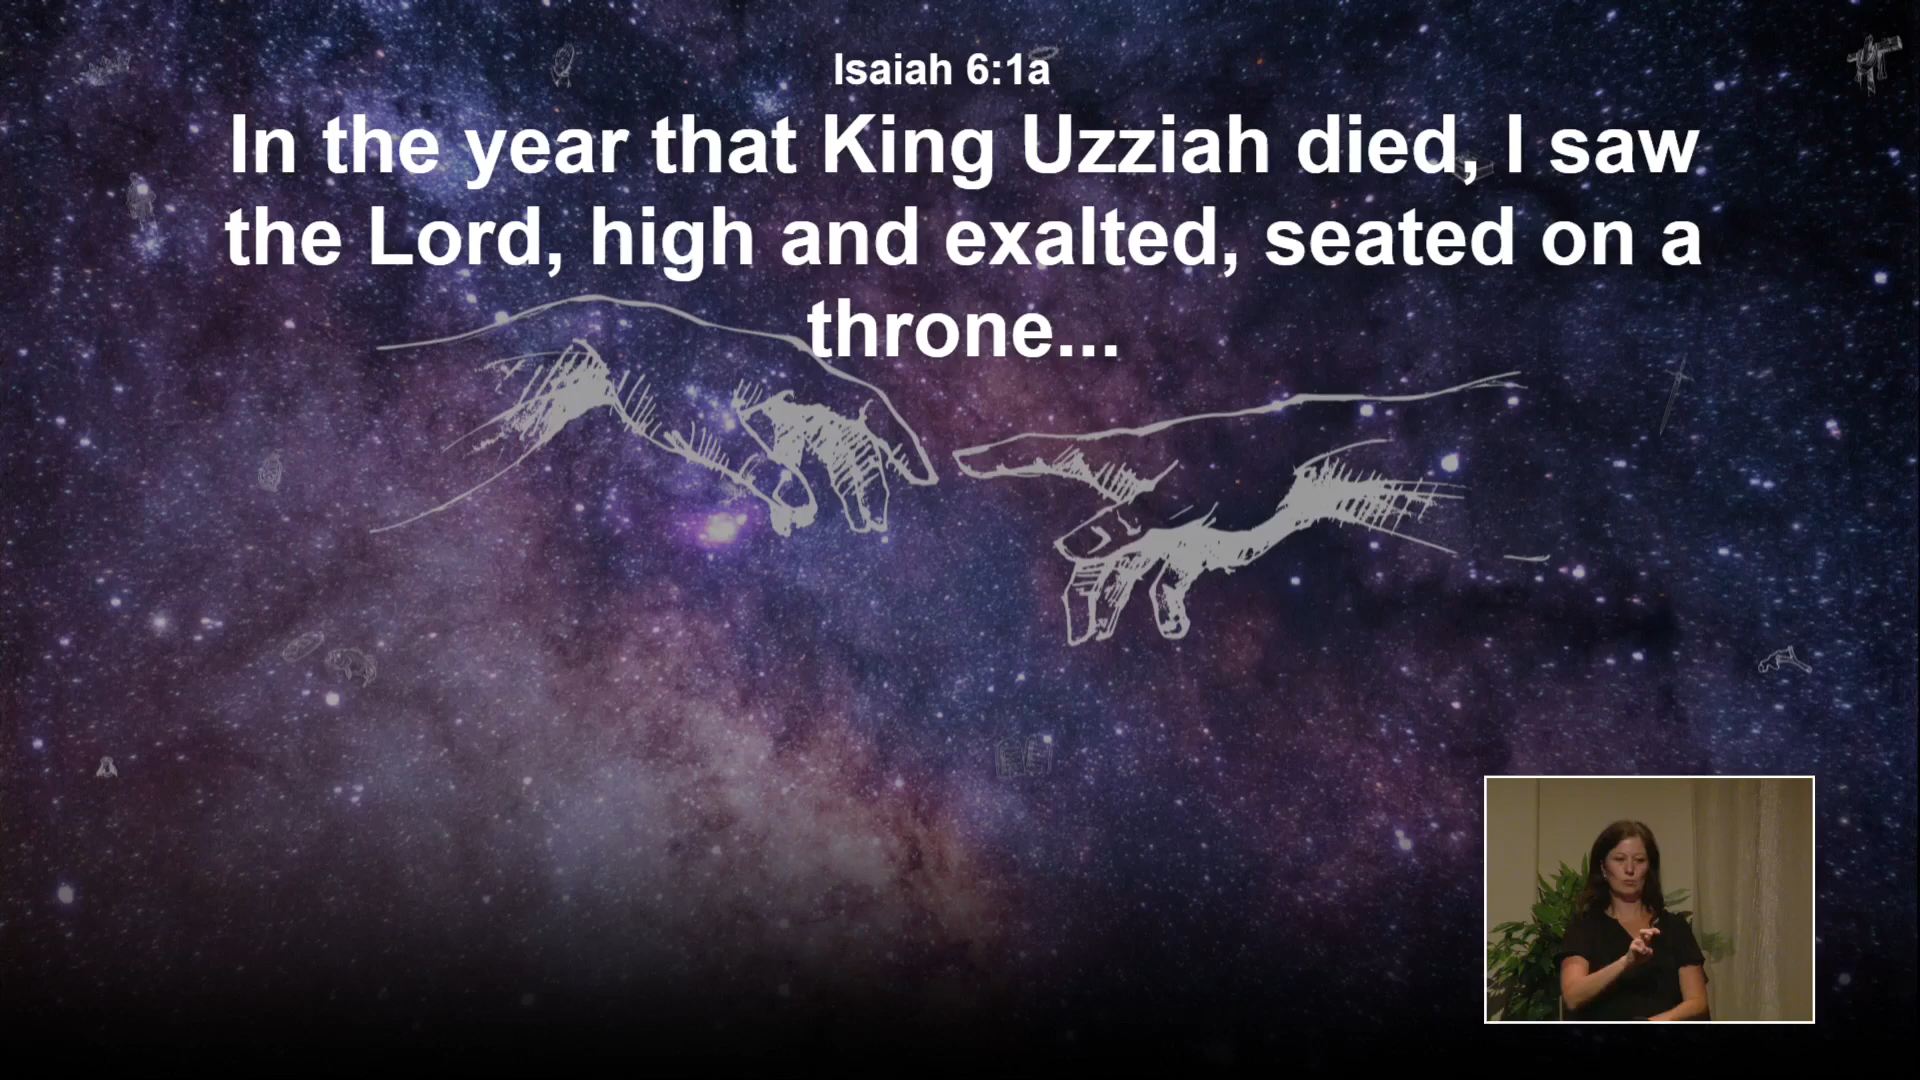 Isaiah 6:1a
In the year that King Uzziah died, I saw
the Lord, high and exalted, seated on a
throne...